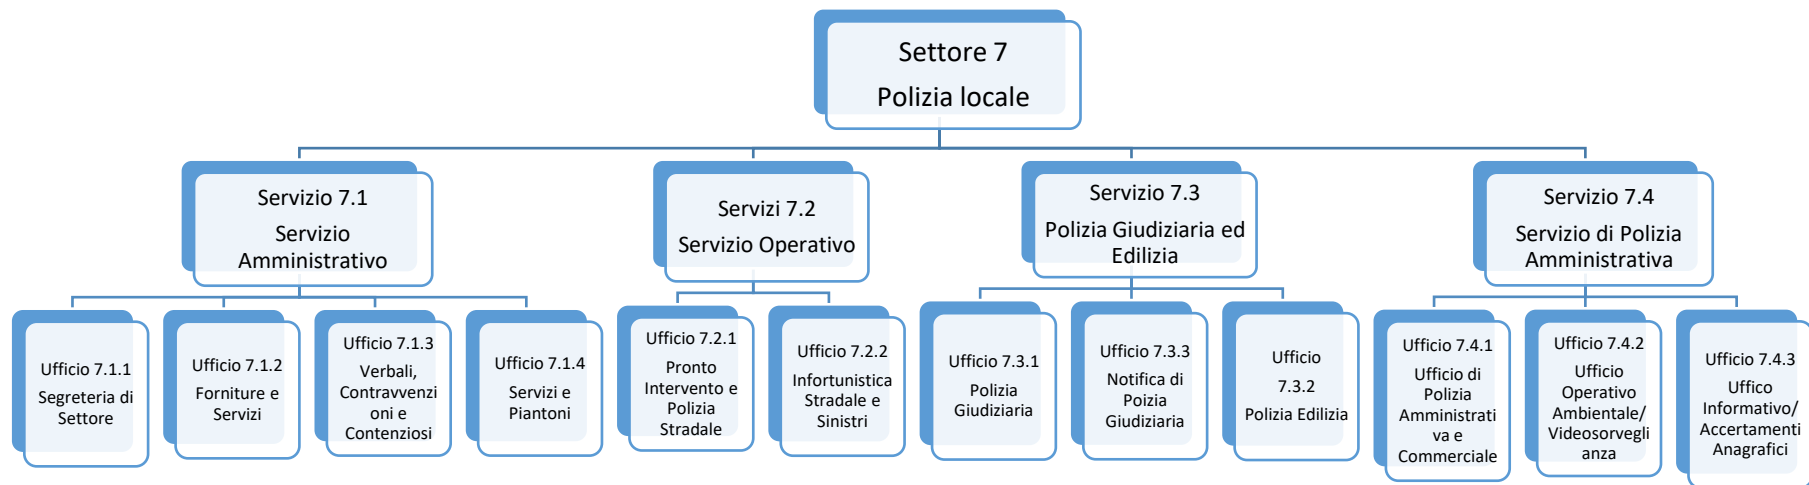 Settore 7
Polizia locale
Servizio 7.1
Servizio
Amministrativo
Servizi 7.2
Servizio Operativo
Servizio 7.3
Polizia Giudiziaria ed
Edilizia
Servizio 7.4
Servizio di Polizia
Amministrativa
Ufficio 7.1.1
Segreteria di
Settore
Ufficio 7.1.2
Forniture e
Servizi
Ufficio 7.1.3
Verbali,
Contravvenzi
oni e
Contenziosi
Ufficio 7.1.4
Servizi e
Piantoni
Ufficio 7.2.1
Pronto
Intervento e
Polizia
Stradale
Ufficio 7.2.2
Infortunistica
Stradale e
Sinistri
Ufficio 7.3.1
Polizia
Giudiziaria
Ufficio 7.3.3
Notifica di
Poizia
Giudiziaria
Ufficio
7.3.2
Polizia Edilizia
Ufficio 7.4.1
Ufficio di
Polizia
Amministrati
va e
Commerciale
Ufficio 7.4.2
Ufficio
Operativo
Ambientale/
Videosorvegli
anza
Ufficio 7.4.3
Uffico
Informativo/
Accertamenti
Anagrafici